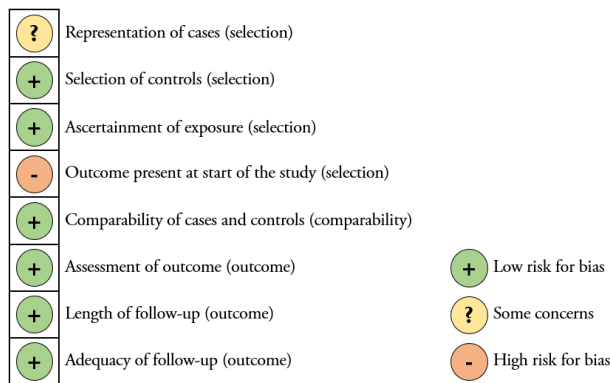 ? Representation of cases (selection)
+ Selection of controls (selection)
+ Ascertainment of exposure (selection)
- Outcome present at start of the study (selection)
+ Comparability of cases and controls (comparability)
+ Assessment of outcome (outcome)
+ Length of follow-up (outcome)
+ Adequacy of follow-up (outcome)
+ Low risk for bias
? Some concerns
- High risk for bias